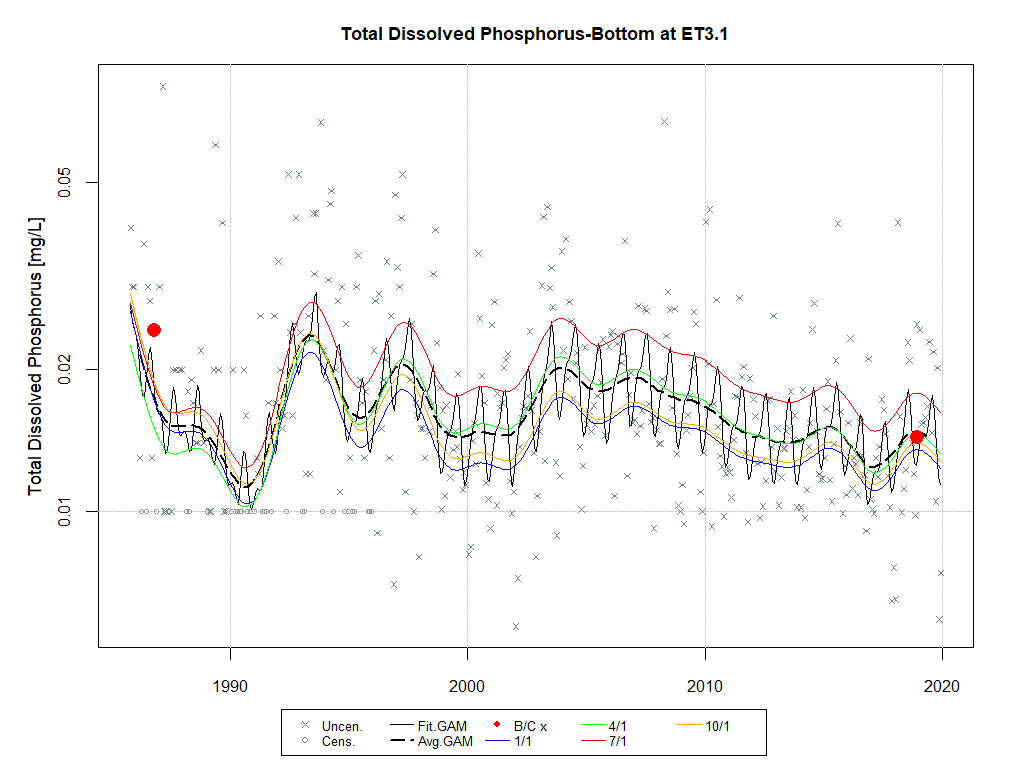 Total Dissolved Phosphorus-Bottom at ET3.1
Total Dissolved Phosphorus [mg/L]
0.05
0.02
0.01
1990 2000 2010 2020
Uncen. Fit.GAM B/C x 4/1 10/1
Cens. Avg.GAM 1/1 7/1